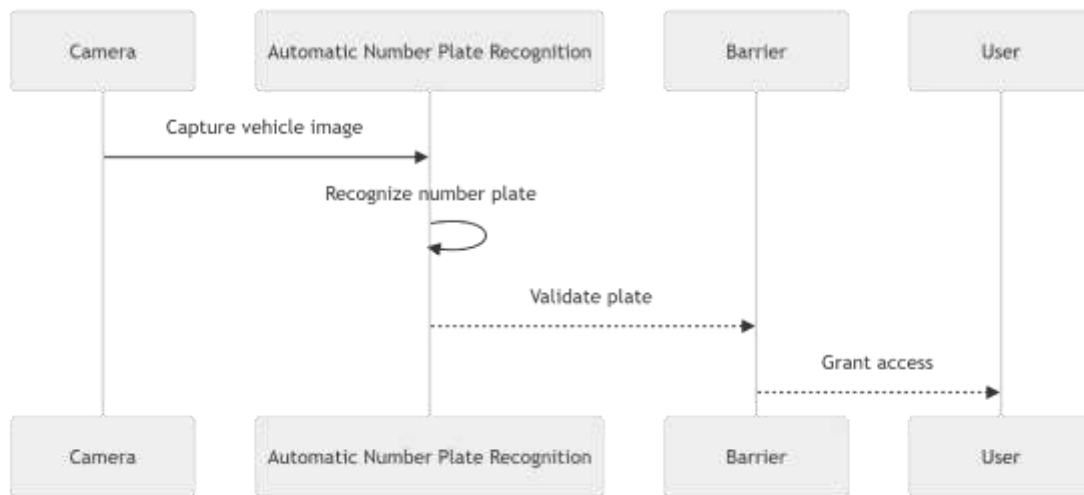 Camera
Automatic Number Plate Recognition
Barrier
User
Capture vehicle image
Recognize number plate
Validate plate
Grant access
Camera
Automatic Number Plate Recognition
Barrier
User